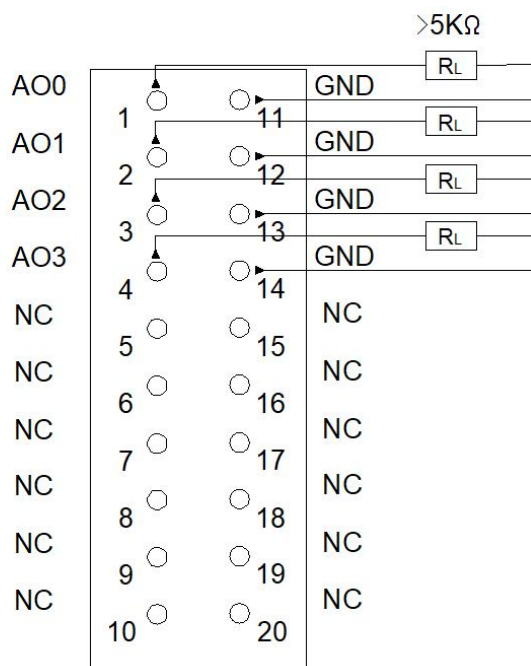 >5KΩ
RL
AO0 1 11 GND
RL
AO1 2 12 GND
RL
AO2 3 13 GND
RL
AO3 4 14 GND
NC 5 15 NC
NC 6 16 NC
NC 7 17 NC
NC 8 18 NC
NC 9 19 NC
NC 10 20 NC